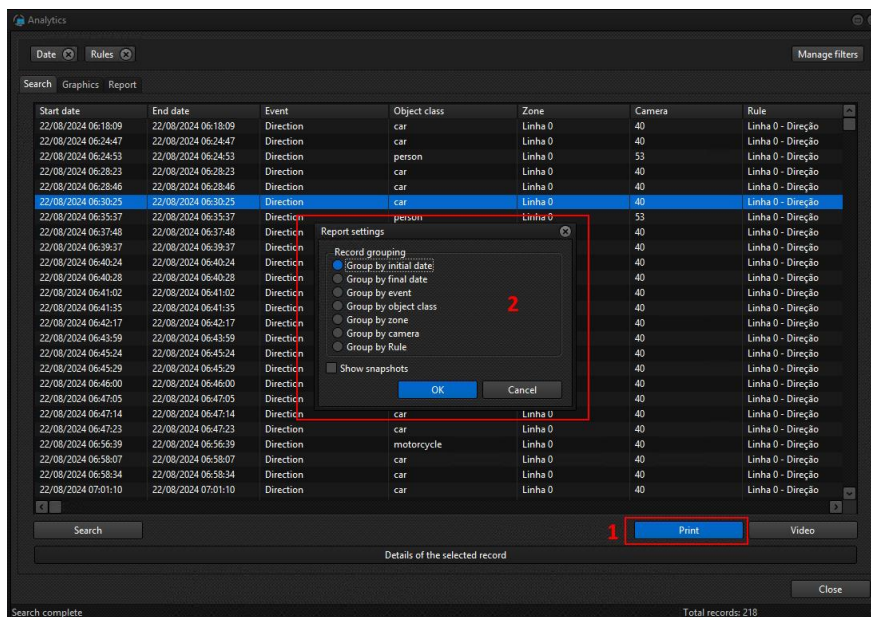 Analytics
Date Rules Manage filters
Search Graphics Report
Start date End date Event Object class Zone Camera Rule
22/08/2024 06:18:09 22/08/2024 06:18:09 Direction car Linha 0 40 Linha 0 - Direção
22/08/2024 06:24:47 22/08/2024 06:24:47 Direction car Linha 0 40 Linha 0 - Direção
22/08/2024 06:24:53 22/08/2024 06:24:53 Direction person Linha 0 53 Linha 0 - Direção
22/08/2024 06:28:23 22/08/2024 06:28:23 Direction car Linha 0 40 Linha 0 - Direção
22/08/2024 06:28:46 22/08/2024 06:28:46 Direction car Linha 0 40 Linha 0 - Direção
22/08/2024 06:30:25 22/08/2024 06:30:25 Direction car Linha 0 40 Linha 0 - Direção
22/08/2024 06:35:37 22/08/2024 06:35:37 Direction person Linha 0 53 Linha 0 - Direção
22/08/2024 06:37:48 22/08/2024 06:37:48 Direction 40 Linha 0 - Direção
22/08/2024 06:39:37 22/08/2024 06:39:37 Direction 40 Linha 0 - Direção
22/08/2024 06:40:24 22/08/2024 06:40:24 Direction 40 Linha 0 - Direção
22/08/2024 06:40:28 22/08/2024 06:40:28 Direction 40 Linha 0 - Direção
22/08/2024 06:41:02 22/08/2024 06:41:02 Direction 40 Linha 0 - Direção
22/08/2024 06:41:35 22/08/2024 06:41:35 Direction 40 Linha 0 - Direção
22/08/2024 06:42:17 22/08/2024 06:42:17 Direction 40 Linha 0 - Direção
22/08/2024 06:43:59 22/08/2024 06:43:59 Direction 40 Linha 0 - Direção
22/08/2024 06:45:24 22/08/2024 06:45:24 Direction 40 Linha 0 - Direção
22/08/2024 06:45:29 22/08/2024 06:45:29 Direction 40 Linha 0 - Direção
22/08/2024 06:46:00 22/08/2024 06:46:00 Direction 40 Linha 0 - Direção
22/08/2024 06:47:05 22/08/2024 06:47:05 Direction 40 Linha 0 - Direção
22/08/2024 06:47:14 22/08/2024 06:47:14 Direction car Linha 0 40 Linha 0 - Direção
22/08/2024 06:47:23 22/08/2024 06:47:23 Direction car Linha 0 40 Linha 0 - Direção
22/08/2024 06:56:39 22/08/2024 06:56:39 Direction motorcycle Linha 0 40 Linha 0 - Direção
22/08/2024 06:58:07 22/08/2024 06:58:07 Direction car Linha 0 40 Linha 0 - Direção
22/08/2024 06:58:34 22/08/2024 06:58:34 Direction car Linha 0 40 Linha 0 - Direção
22/08/2024 07:01:10 22/08/2024 07:01:10 Direction car Linha 0 40 Linha 0 - Direção
Report settings
Record grouping
Group by initial date
Group by final date
Group by event
Group by object class
Group by zone
Group by camera
Group by Rule
2
Show snapshots
OK Cancel
Search 1 Print Video
Details of the selected record
Close
Search complete Total records: 218